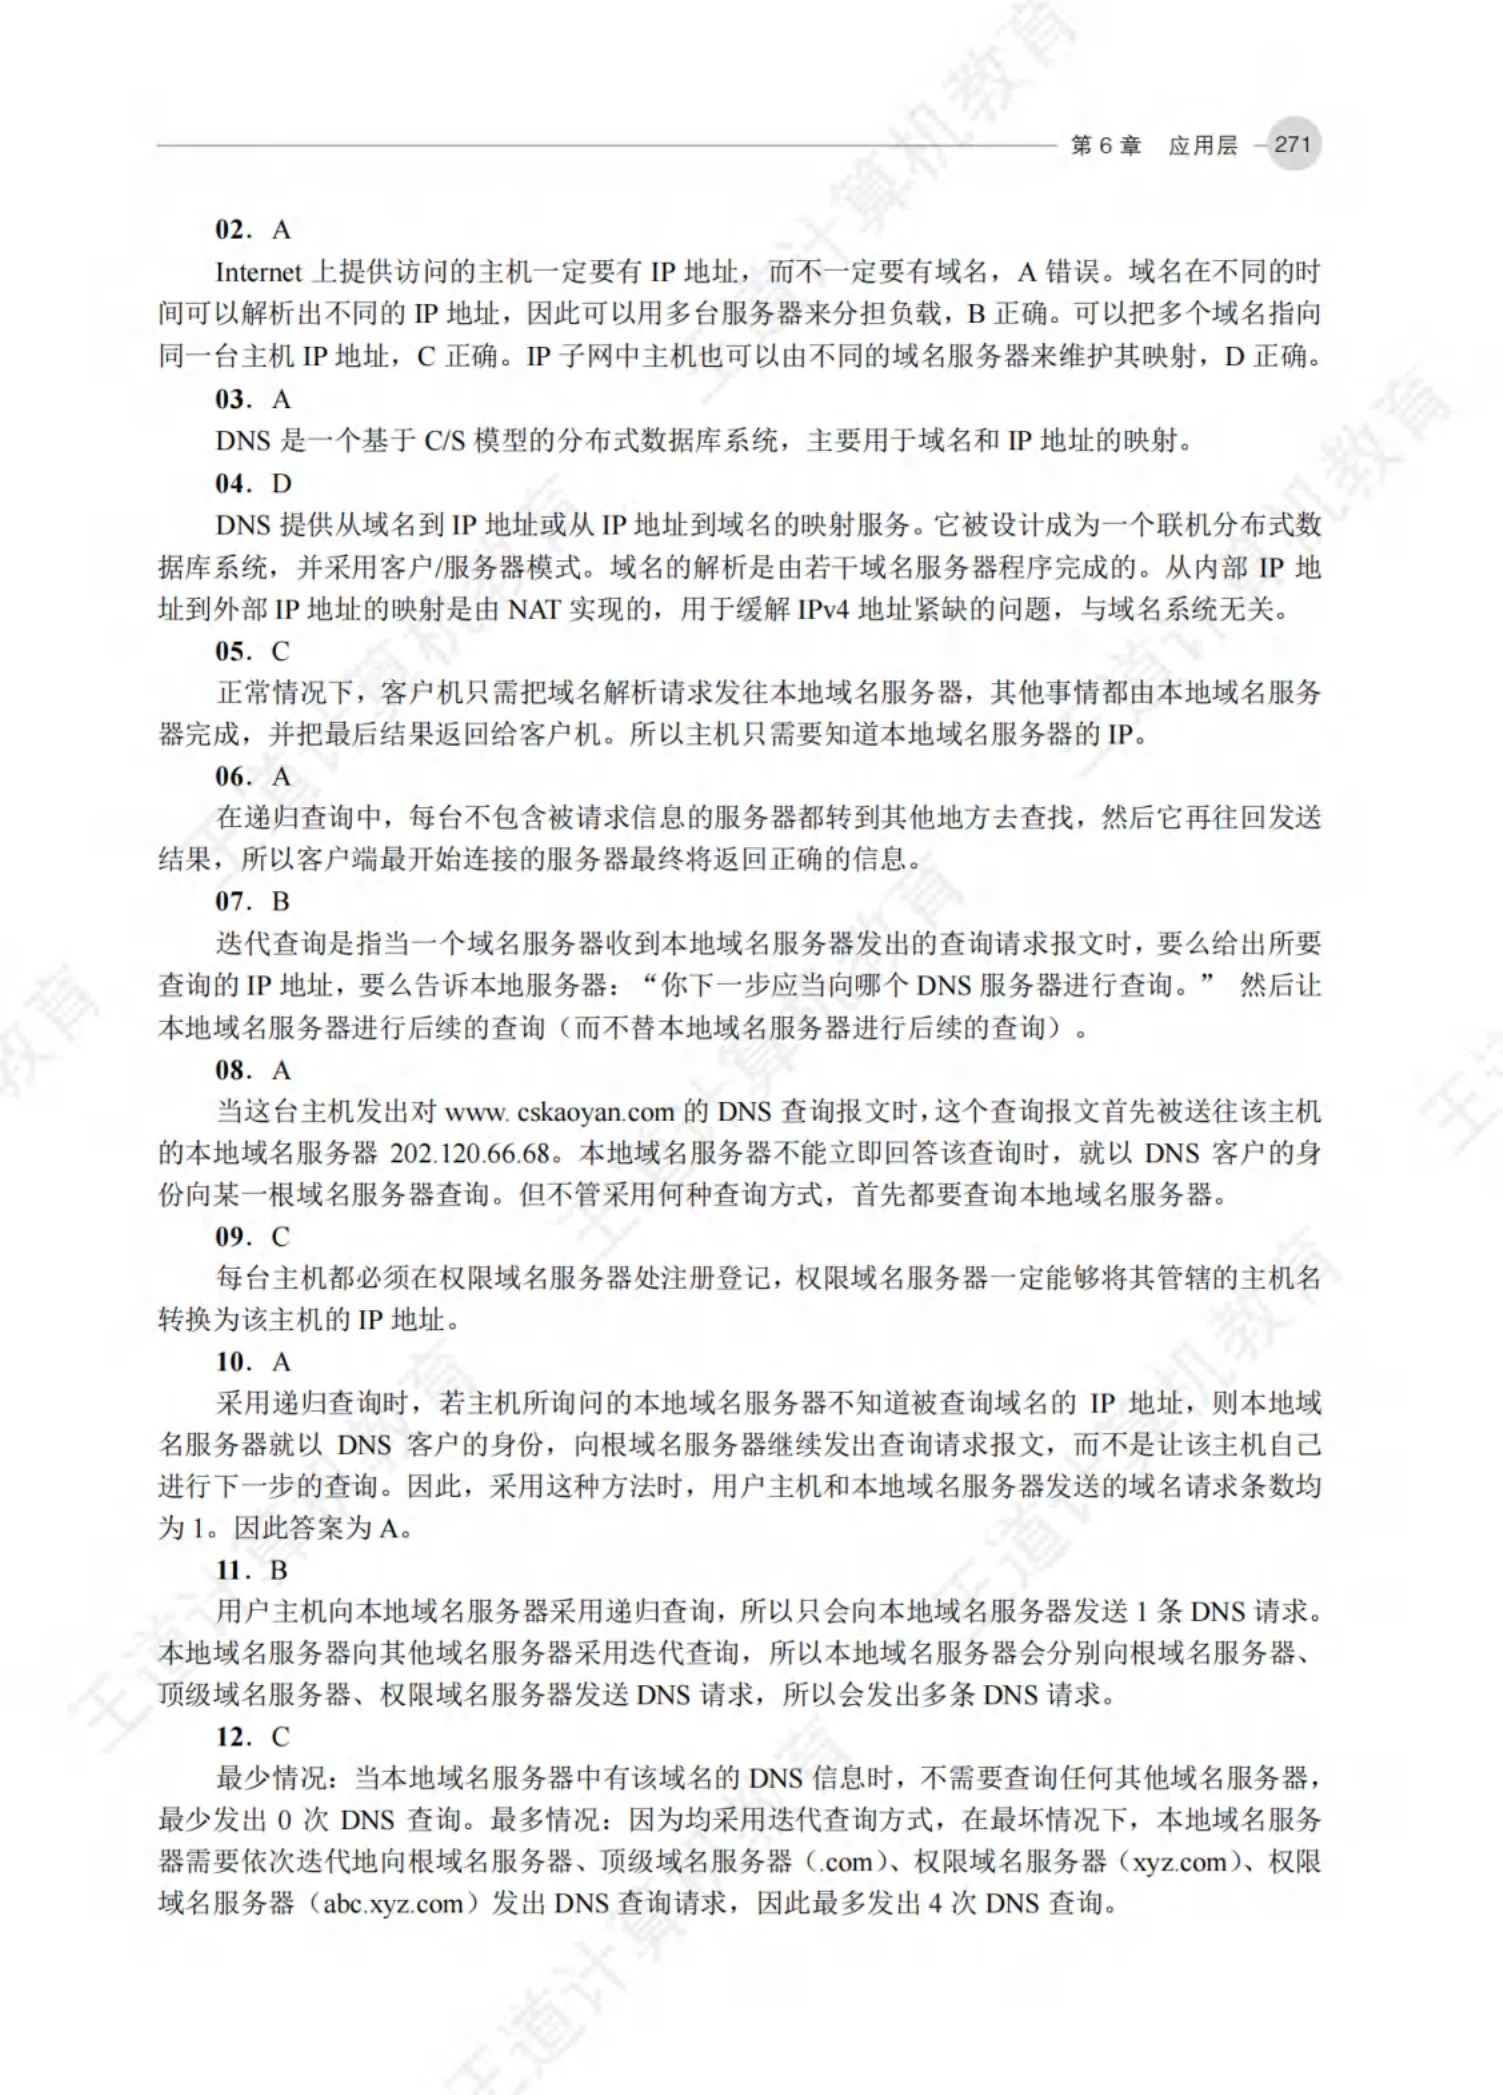 第 6 章　应用层　271
02. A
Internet 上提供访问的主机一定要有 IP 地址，而不一定要有域名，A 错误。域名在不同的时
间可以解析出不同的 IP 地址，因此可以用多台服务器来分担负载，B 正确。可以把多个域名指向
同一台主机 IP 地址，C 正确。IP 子网中主机也可以由不同的域名服务器来维护其映射，D 正确。
03. A
DNS 是一个基于 C/S 模型的分布式数据库系统，主要用于域名和 IP 地址的映射。
04. D
DNS 提供从域名到 IP 地址或从 IP 地址到域名的映射服务。它被设计成为一个联机分布式数
据库系统，并采用客户/服务器模式。域名的解析是由若干域名服务器程序完成的。从内部 IP 地
址到外部 IP 地址的映射是由 NAT 实现的，用于缓解 IPv4 地址紧缺的问题，与域名系统无关。
05. C
正常情况下，客户机只需把域名解析请求发往本地域名服务器，其他事情都由本地域名服务
器完成，并把最后结果返回给客户机。所以主机只需要知道本地域名服务器的 IP。
06. A
在递归查询中，每台不包含被请求信息的服务器都转到其他地方去查找，然后它再往回发送
结果，所以客户端最开始连接的服务器最终将返回正确的信息。
07. B
迭代查询是指当一个域名服务器收到本地域名服务器发出的查询请求报文时，要么给出所要
查询的 IP 地址，要么告诉本地服务器：“你下一步应当向哪个 DNS 服务器进行查询。” 然后让
本地域名服务器进行后续的查询（而不替本地域名服务器进行后续的查询）。
08. A
当这台主机发出对 www. cskaoyan.com 的 DNS 查询报文时，这个查询报文首先被送往该主机
的本地域名服务器 202.120.66.68。本地域名服务器不能立即回答该查询时，就以 DNS 客户的身
份向某一根域名服务器查询。但不管采用何种查询方式，首先都要查询本地域名服务器。
09. C
每台主机都必须在权限域名服务器处注册登记，权限域名服务器一定能够将其管辖的主机名
转换为该主机的 IP 地址。
10. A
采用递归查询时，若主机所询问的本地域名服务器不知道被查询域名的 IP 地址，则本地域
名服务器就以 DNS 客户的身份，向根域名服务器继续发出查询请求报文，而不是让该主机自己
进行下一步的查询。因此，采用这种方法时，用户主机和本地域名服务器发送的域名请求条数均
为 1。因此答案为 A。
11. B
用户主机向本地域名服务器采用递归查询，所以只会向本地域名服务器发送 1 条 DNS 请求。
本地域名服务器向其他域名服务器采用迭代查询，所以本地域名服务器会分别向根域名服务器、
顶级域名服务器、权限域名服务器发送 DNS 请求，所以会发出多条 DNS 请求。
12. C
最少情况：当本地域名服务器中有该域名的 DNS 信息时，不需要查询任何其他域名服务器，
最少发出 0 次 DNS 查询。最多情况：因为均采用迭代查询方式，在最坏情况下，本地域名服务
器需要依次迭代地向根域名服务器、顶级域名服务器（.com）、权限域名服务器（xyz.com）、权限
域名服务器（abc.xyz.com）发出 DNS 查询请求，因此最多发出 4 次 DNS 查询。
王道计算机教育
王道计算机教育
王道计算机教育
王道计算机教育
王道计算机教育
王道计算机教育
王道计算机教育
教育